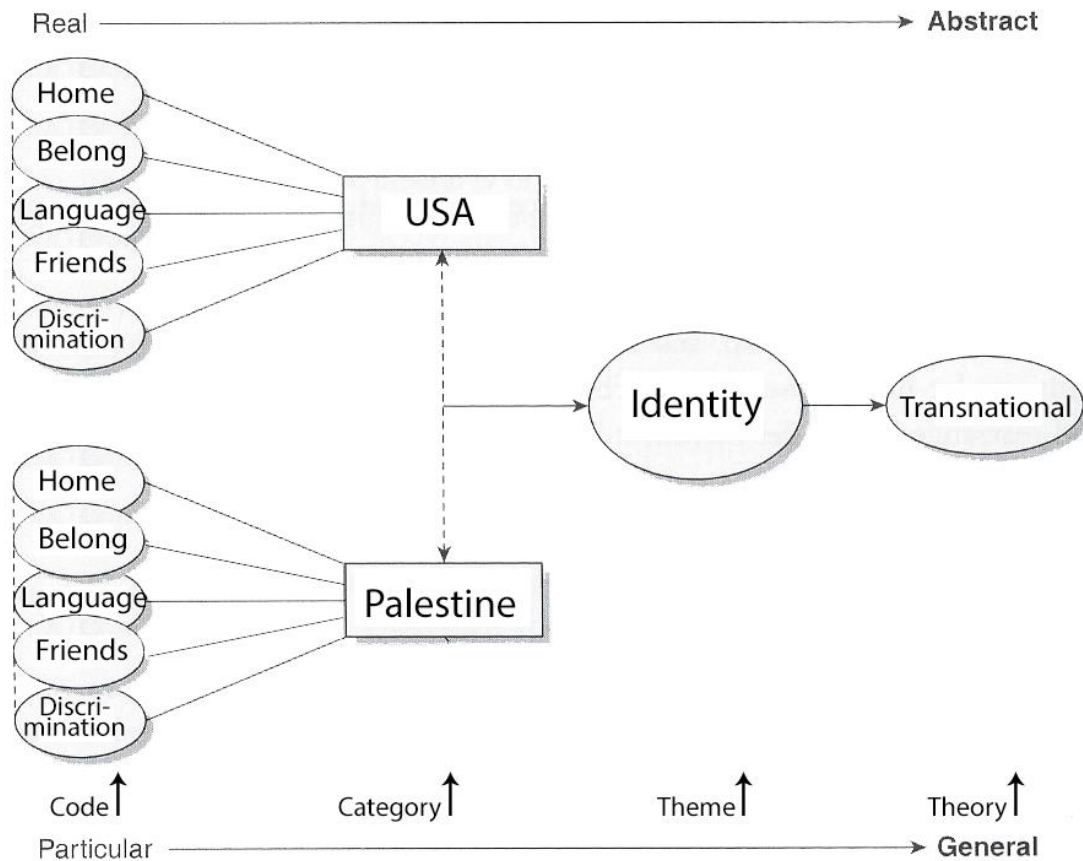 Real
Abstract
Home
Belong
Language
Friends
Discri-
mination
USA
Identity
Transnational
Home
Belong
Language
Friends
Discri-
mination
Palestine
Code
Category
Theme
Theory
Particular
General